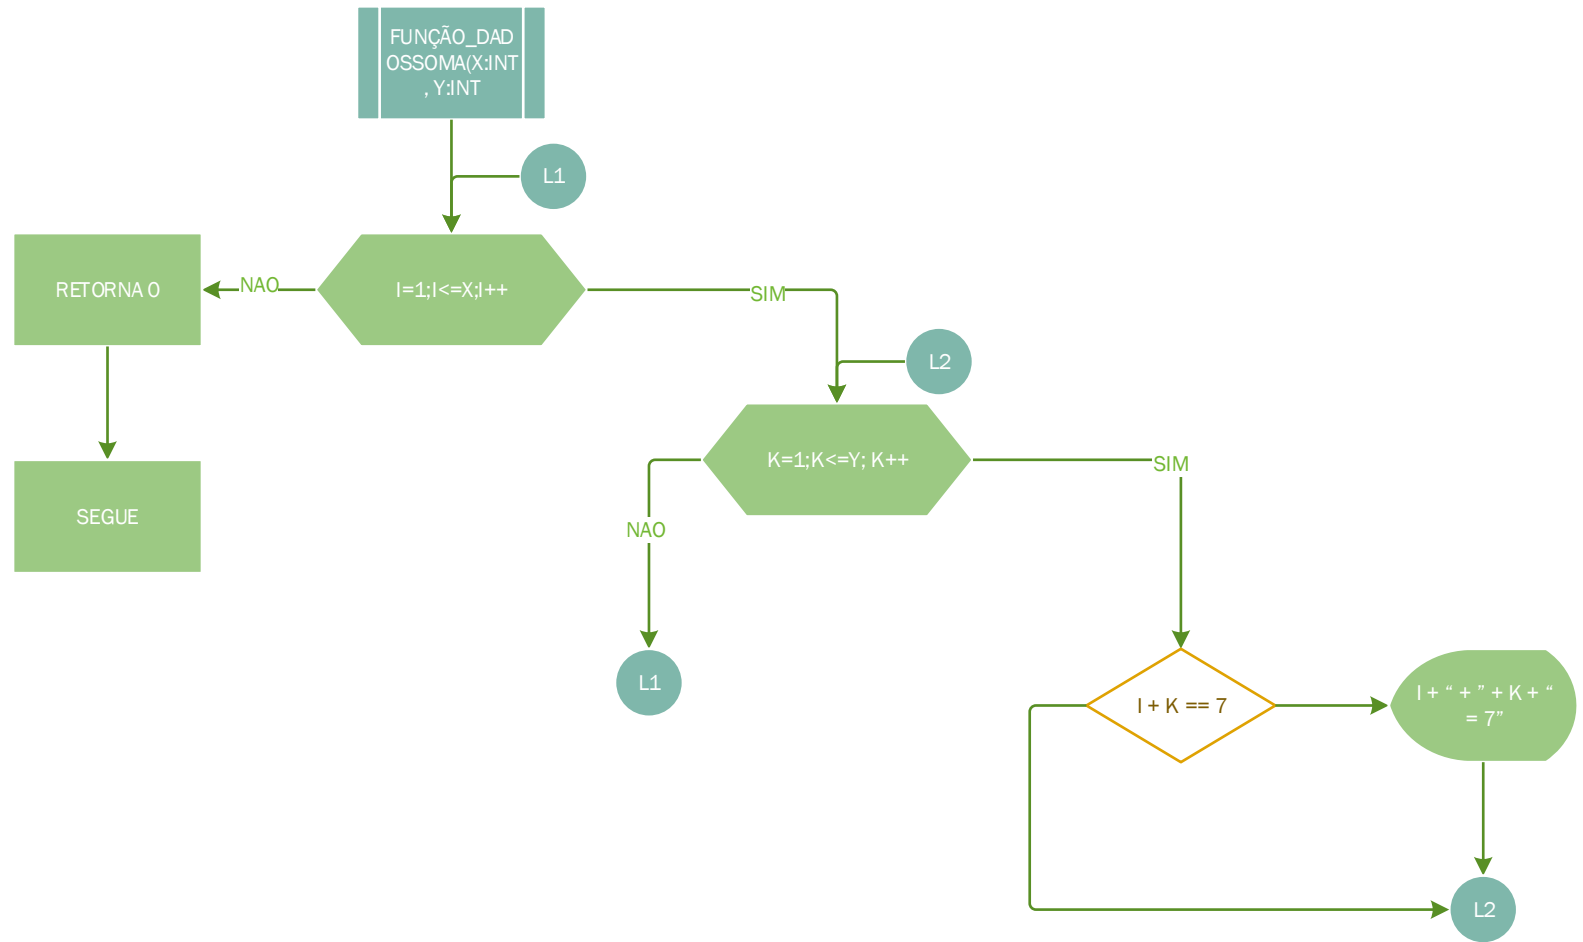 FUNÇÃO_DAD
OSSOMA(X:INT
, Y:INT
L1
RETORNA 0
NAO
I=1;I<=X;I++
SIM
L2
K=1;K<=Y; K++
SIM
SEGUE
NAO
L1
I + K == 7
I + “ + ” + K + “
= 7”
L2